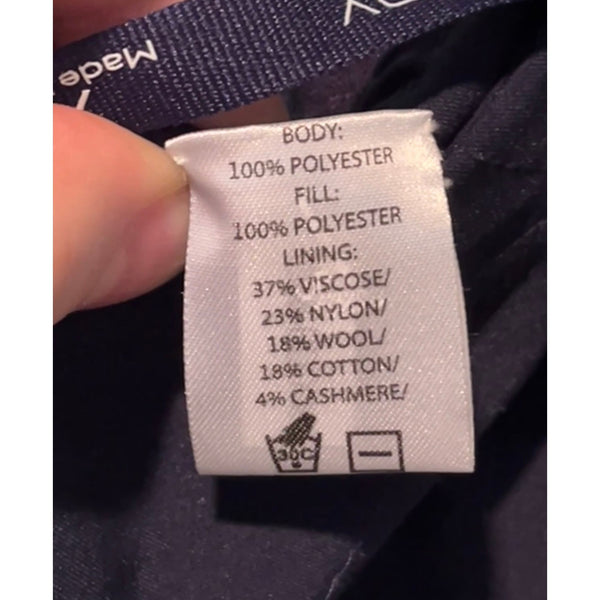 Made
BODY:
100% POLYESTER
FILL:
100% POLYESTER
LINING:
37% VISCOSE/
23% NYLON/
18% WOOL/
18% COTTON/
4% CASHMERE/
30C